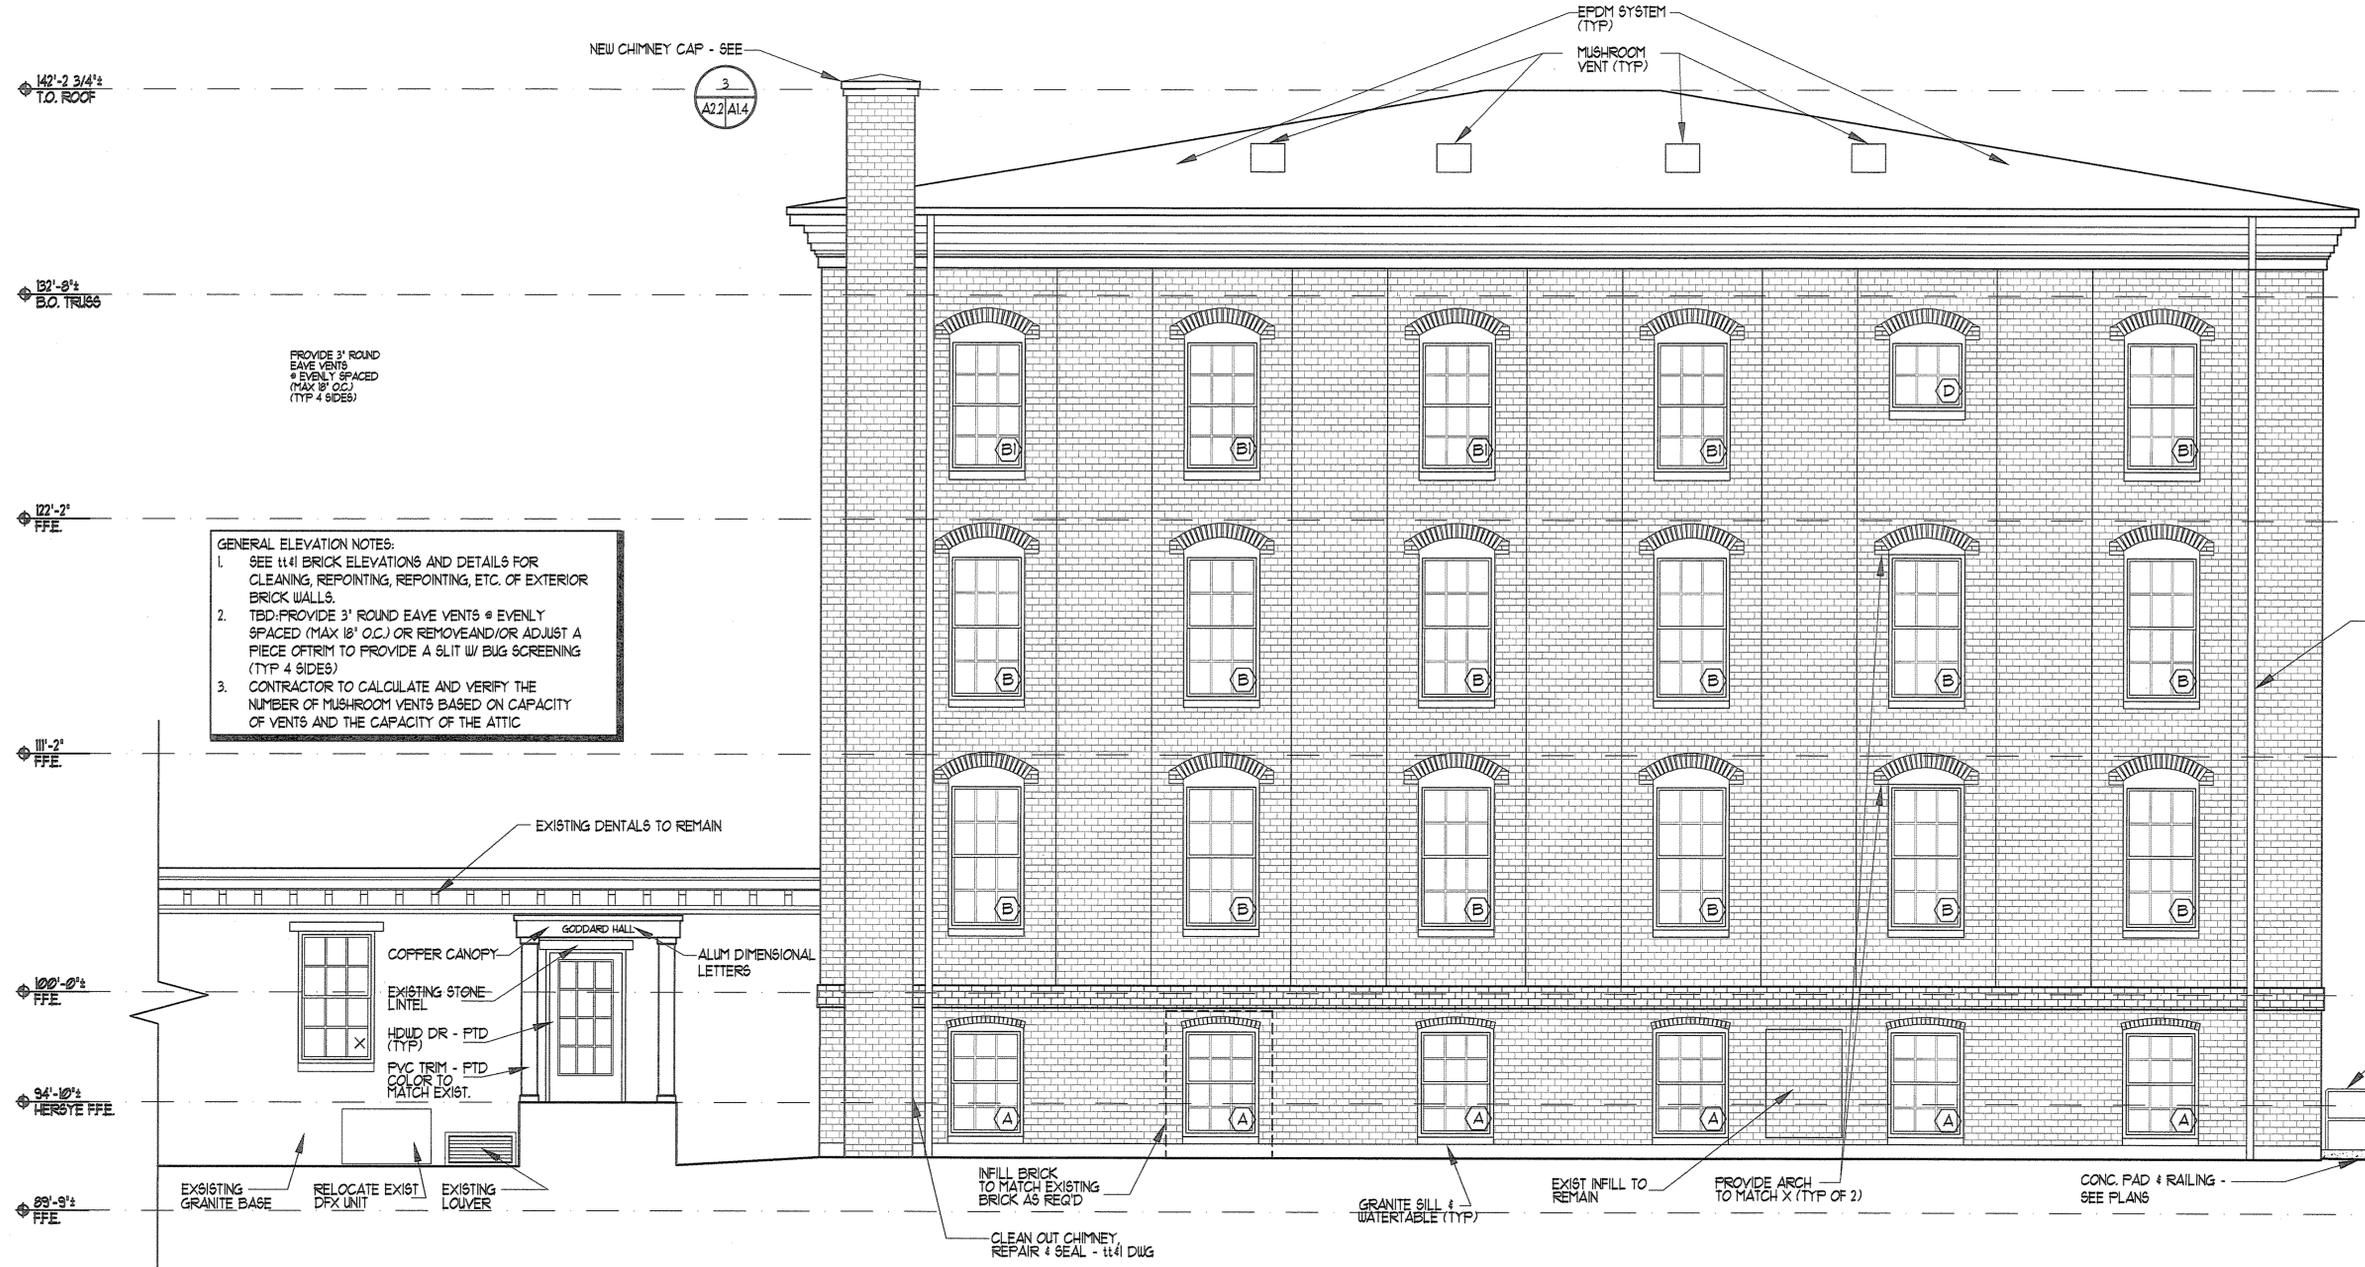 EPDM SYSTEM
(TYP)
NEW CHIMNEY CAP - SEE
MUSHROOM
VENT (TYP)
3
A2.2 A1.4
142'-2 3/4"±
T.O. ROOF
132'-8"±
B.O. TRUSS
PROVIDE 3" ROUND
EAVE VENTS
@ EVENLY SPACED
(MAX 18" O.C.)
(TYP 4 SIDES)
D
B1
B1
B1
B1
B1
122'-2"
F.F.E.
GENERAL ELEVATION NOTES:
1. SEE tt&I BRICK ELEVATIONS AND DETAILS FOR
CLEANING, REPOINTING, REPOINTING, ETC. OF EXTERIOR
BRICK WALLS.
2. TBD:PROVIDE 3" ROUND EAVE VENTS @ EVENLY
SPACED (MAX 18" O.C.) OR REMOVEAND/OR ADJUST A
PIECE OFTRIM TO PROVIDE A SLIT W/ BUG SCREENING
(TYP 4 SIDES)
3. CONTRACTOR TO CALCULATE AND VERIFY THE
NUMBER OF MUSHROOM VENTS BASED ON CAPACITY
OF VENTS AND THE CAPACITY OF THE ATTIC
B
B
B
B
B
B
111'-2"
F.F.E.
EXISTING DENTALS TO REMAIN
B
B
B
B
B
B
GODDARD HALL
COPPER CANOPY
ALUM DIMENSIONAL
LETTERS
EXISTING STONE
LINTEL
100'-0"±
F.F.E.
HDWD DR - PTD
(TYP)
X
PVC TRIM - PTD
COLOR TO
MATCH EXIST.
94'-10"±
HERSYE F.F.E.
A
A
A
A
A
A
EXSISTING
GRANITE BASE
RELOCATE EXIST
DFX UNIT
EXISTING
LOUVER
INFILL BRICK
TO MATCH EXISTING
BRICK AS REQ'D
GRANITE SILL &
WATERTABLE (TYP)
EXIST INFILL TO
REMAIN
PROVIDE ARCH
TO MATCH X (TYP OF 2)
CONC. PAD & RAILING -
SEE PLANS
89'-9"±
F.F.E.
CLEAN OUT CHIMNEY,
REPAIR & SEAL - tt&I DWG